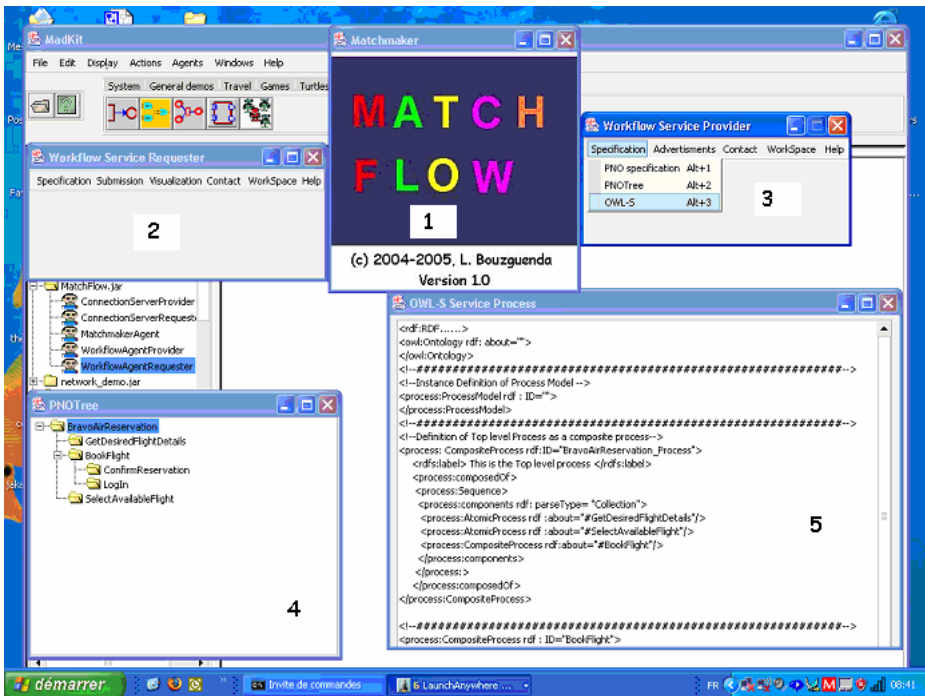 MadKit
File Edit Display Actions Agents Windows Help
System General demos Travel Games Turtles
Matchmaker
MATCH
FLOW
1
(c) 2004-2005, L. Bouzguenda
Version 1.0
Workflow Service Provider
Specification Advertisments Contact WorkSpace Help
PNO specification Alt+1
PNOTree Alt+2
OWL-S Alt+3
3
Workflow Service Requester
Specification Submission Visualization Contact WorkSpace Help
2
MatchFlow.jar
ConnectionServerProvider
ConnectionServerRequest
MatchmakerAgent
WorkflowAgentProvider
WorkflowAgentRequester
network_demo.jar
PNOTree
BravoAirReservation
GetDesiredFlightDetails
BookFlight
ConfirmReservation
LogIn
SelectAvailableFlight
4
OWL-S Service Process
<rdf:RDF......>
<owl:Ontology rdf: about="">
</owl:Ontology>
<!--##############################################################-->
<!--Instance Definition of Process Model -->
<process:ProcessModel rdf : ID="">
</process:ProcessModel>
<!--##############################################################-->
<!--Definition of Top level Process as a composite process-->
<process: CompositeProcess rdf:ID="BravoAirReservation_Process">
<rdfs:label> This is the Top level process </rdfs:label>
<process:composedOf>
<process:Sequence>
<process:components rdf: parseType= "Collection">
<process:AtomicProcess rdf :about="#GetDesiredFlightDetails"/>
<process:AtomicProcess rdf :about="#SelectAvailableFlight"/>
<process:CompositeProcess rdf:about="#BookFlight"/>
</process:components>
</process:>
</process:composedOf>
</process:CompositeProcess>
<!--##############################################################-->
<process:CompositeProcess rdf : ID="BookFlight">
5
démarrer
Invite de commandes
6 LaunchAnywhere ...
FR
08:41